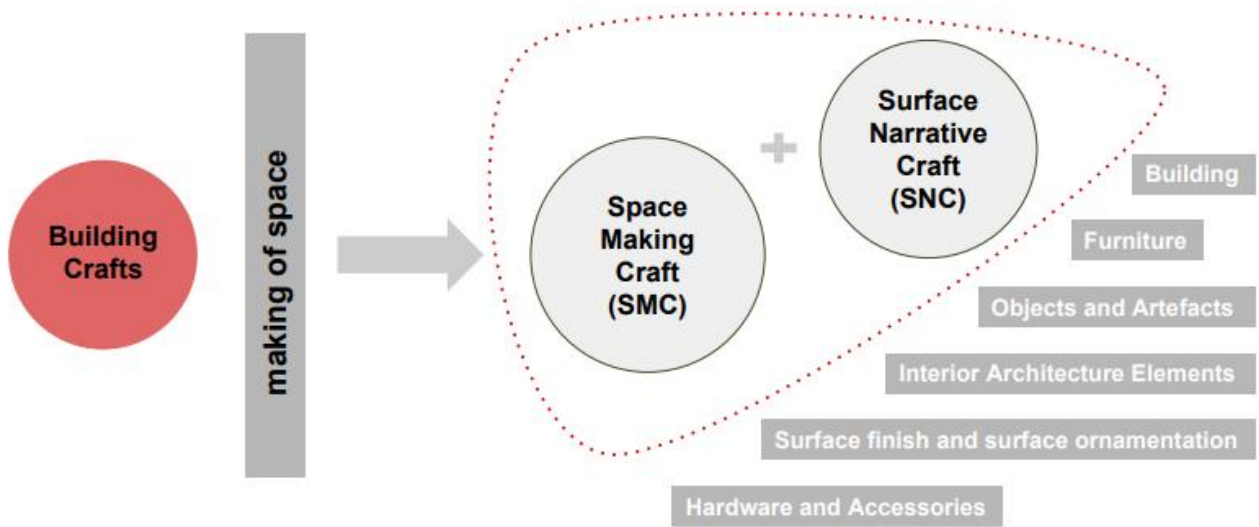 Building
Crafts
making of space
Space
Making
Craft
(SMC)
Surface
Narrative
Craft
(SNC)
Building
Furniture
Objects and Artefacts
Interior Architecture Elements
Surface finish and surface ornamentation
Hardware and Accessories